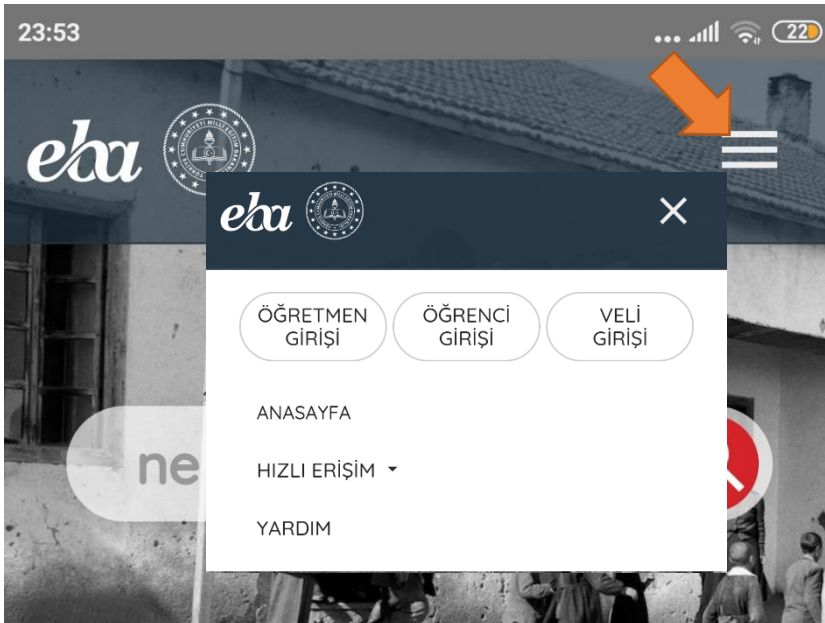 23:53
22
eba
eba
ÖĞRETMEN
GİRİŞİ
ÖĞRENCİ
GİRİŞİ
VELİ
GİRİŞİ
ANASAYFA
HIZLI ERİŞİM
ne
YARDIM